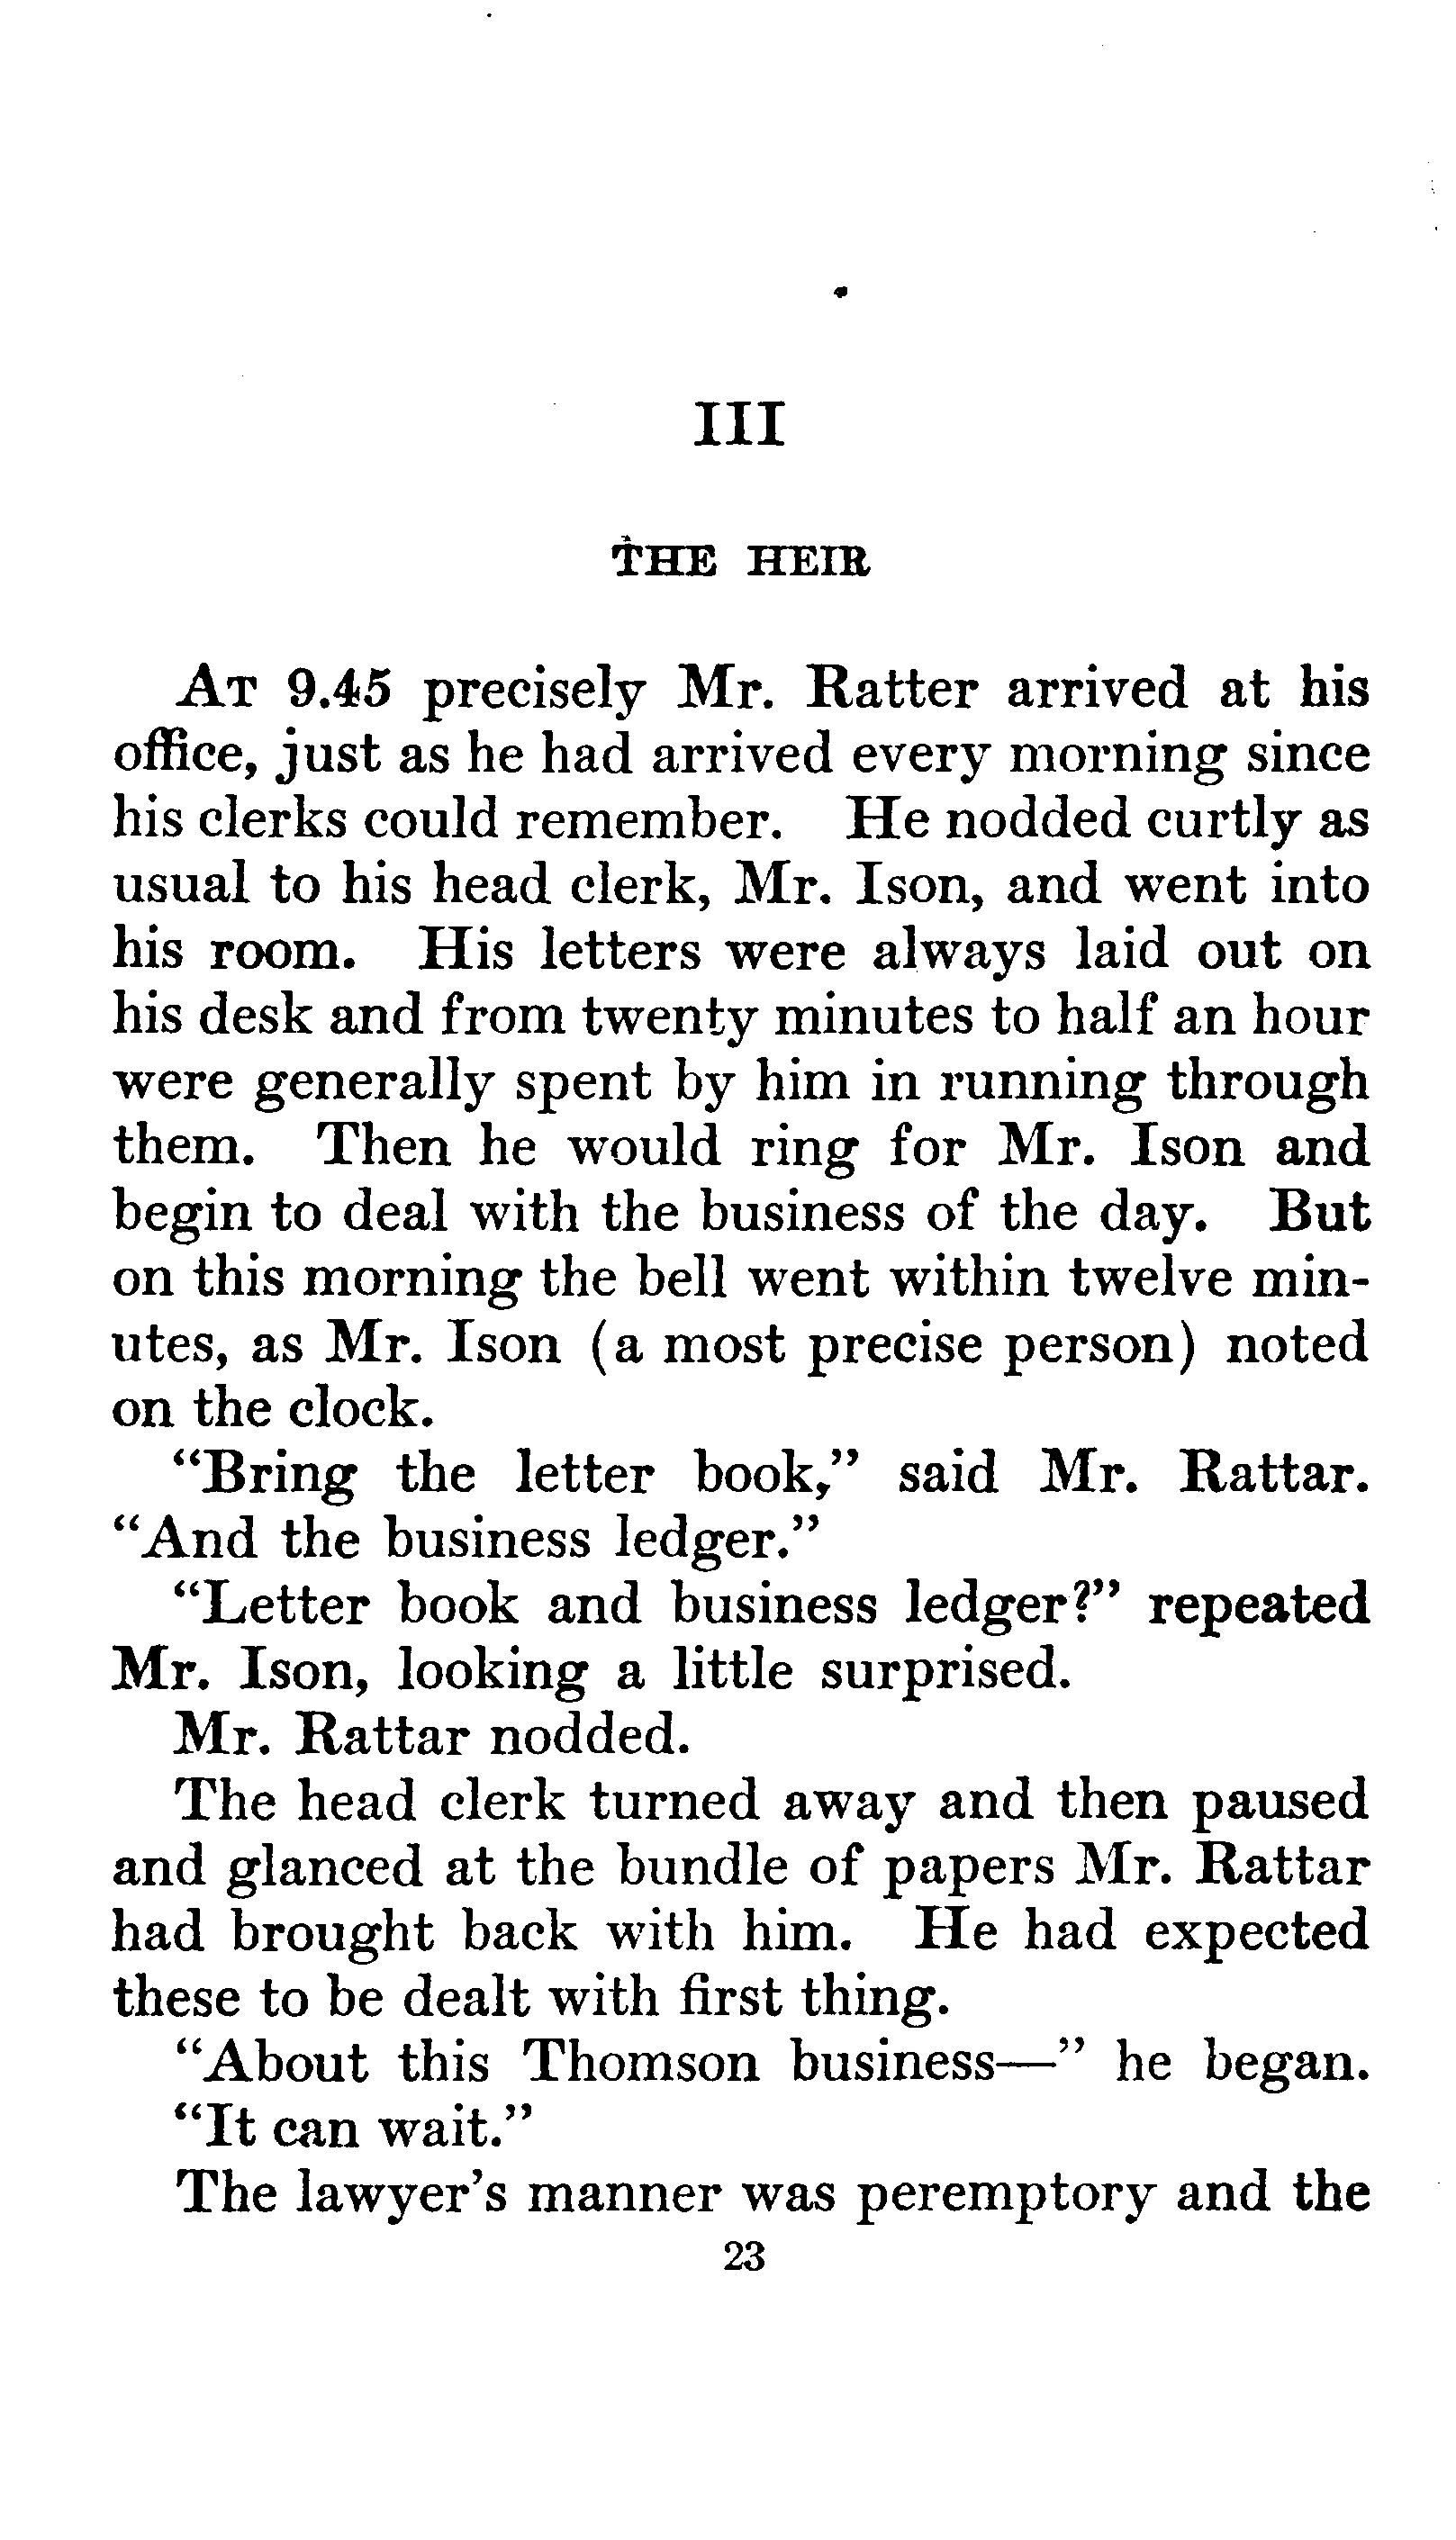 III
THE HEIR
At 9.45 precisely Mr. Ratter arrived at his
office, just as he had arrived every morning since
his clerks could remember. He nodded curtly as
usual to his head clerk, Mr. Ison, and went into
his room. His letters were always laid out on
his desk and from twenty minutes to half an hour
were generally spent by him in running through
them. Then he would ring for Mr. Ison and
begin to deal with the business of the day. But
on this morning the bell went within twelve min-
utes, as Mr. Ison (a most precise person) noted
on the clock.
“Bring the letter book,” said Mr. Rattar.
“And the business ledger.”
“Letter book and business ledger?” repeated
Mr. Ison, looking a little surprised.
Mr. Rattar nodded.
The head clerk turned away and then paused
and glanced at the bundle of papers Mr. Rattar
had brought back with him. He had expected
these to be dealt with first thing.
“About this Thomson business—” he began.
“It can wait.”
The lawyer’s manner was peremptory and the
23